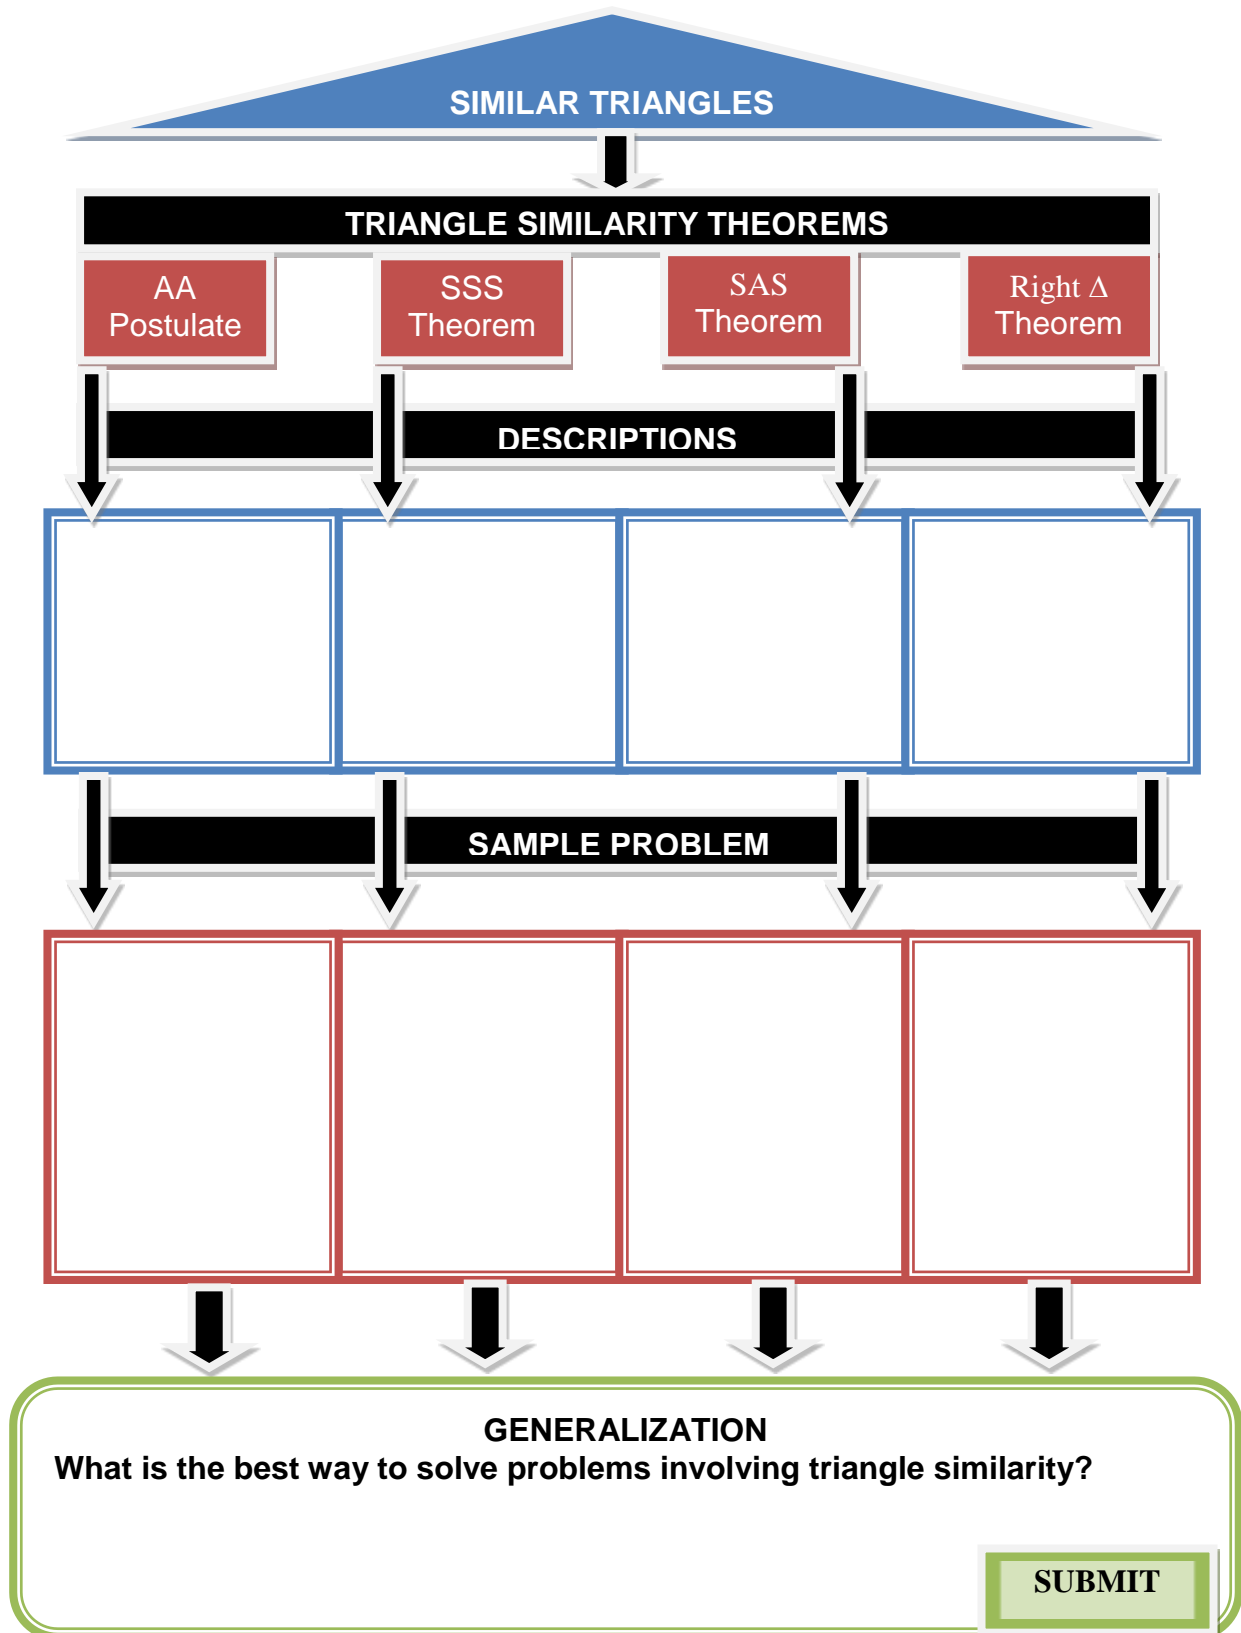 SIMILAR TRIANGLES
TRIANGLE SIMILARITY THEOREMS
AA
Postulate
SSS
Theorem
SAS
Theorem
Right Δ
Theorem
DESCRIPTIONS
SAMPLE PROBLEM
GENERALIZATION
What is the best way to solve problems involving triangle similarity?
SUBMIT